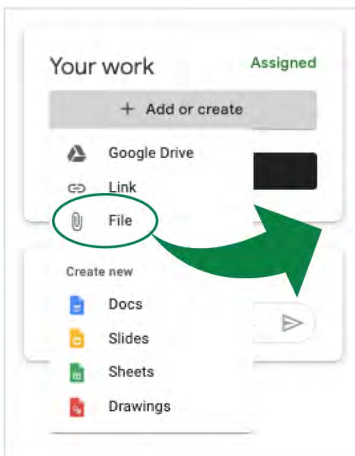 Your work
Assigned
+ Add or create
Google Drive
Link
File
Create new
Docs
Slides
Sheets
Drawings